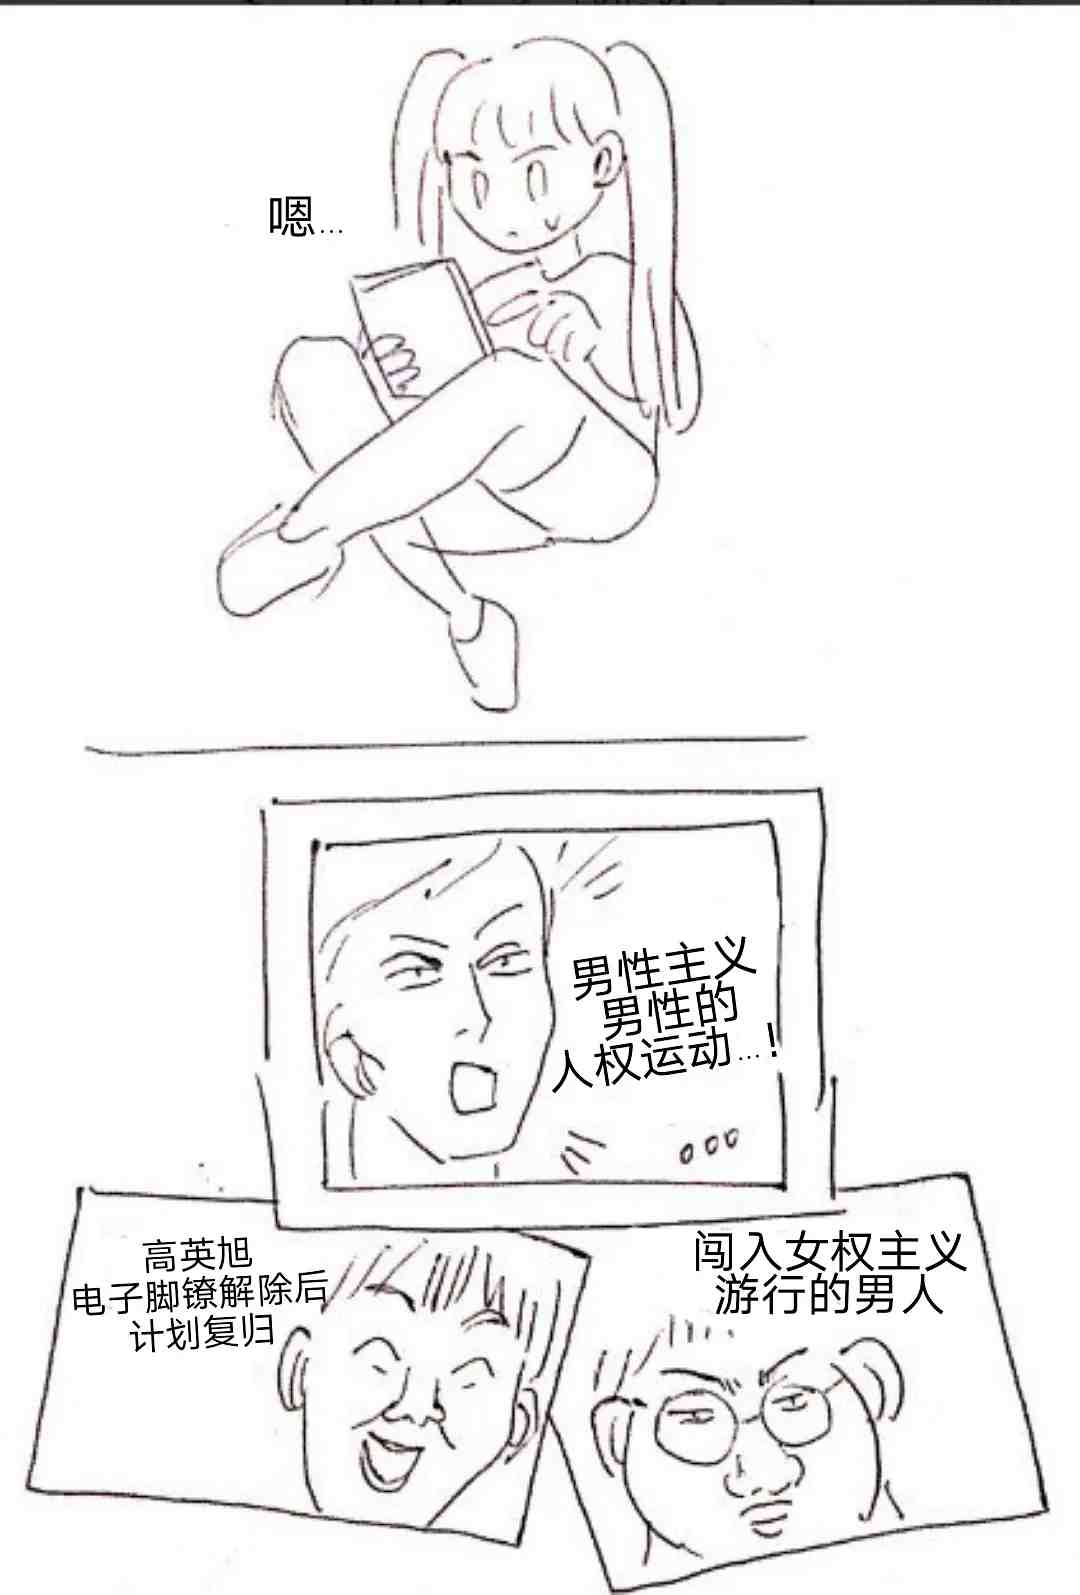 嗯...
男性主义
男性的
人权运动...!
高英旭
电子脚镣解除后
计划复归
闯入女权主义
游行的男人